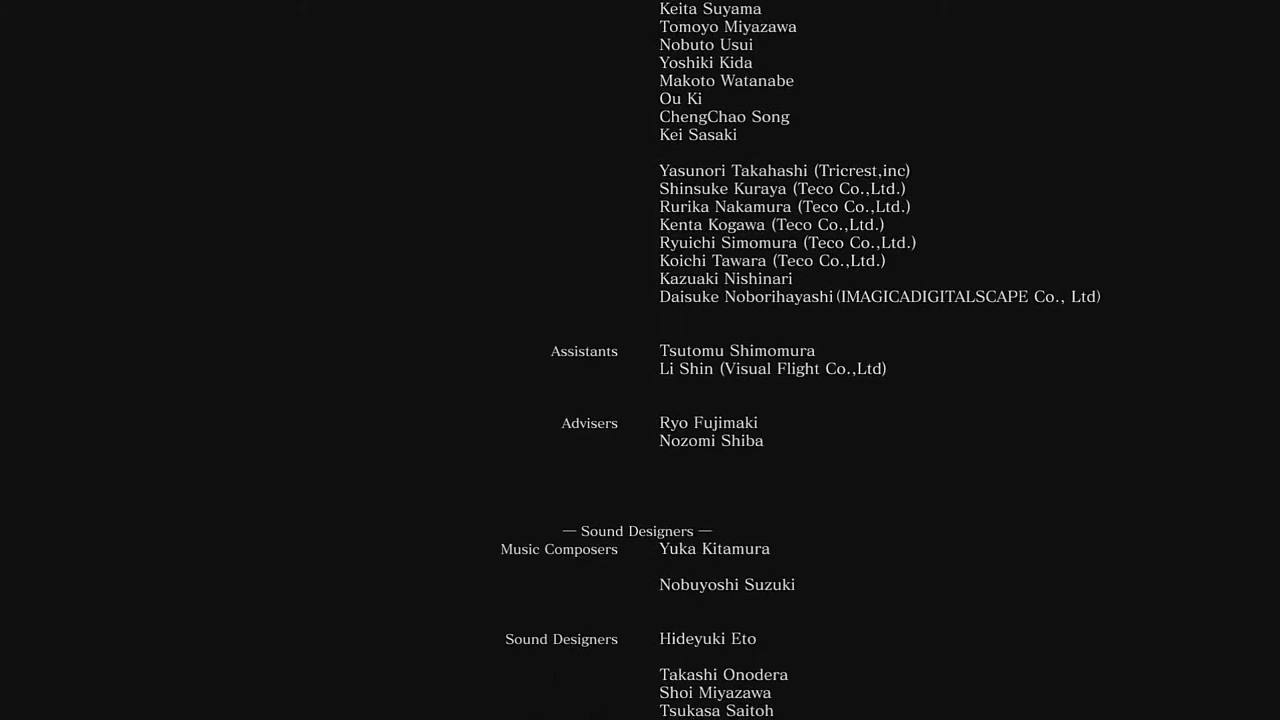 Keita Suyama
Tomoyo Miyazawa
Nobuto Usui
Yoshiki Kida
Makoto Watanabe
Ou Ki
ChengChao Song
Kei Sasaki
Yasunori Takahashi (Tricrest,inc)
Shinsuke Kuraya (Teco Co.,Ltd.)
Rurika Nakamura (Teco Co.,Ltd.)
Kenta Kogawa (Teco Co.,Ltd.)
Ryuichi Simomura (Teco Co.,Ltd.)
Koichi Tawara (Teco Co.,Ltd.)
Kazuaki Nishinari
Daisuke Noborihayashi(IMAGICADIGITALSCAPE Co., Ltd)
Assistants Tsutomu Shimomura
Li Shin (Visual Flight Co.,Ltd)
Advisers Ryo Fujimaki
Nozomi Shiba
— Sound Designers —
Music Composers Yuka Kitamura
Nobuyoshi Suzuki
Sound Designers Hideyuki Eto
Takashi Onodera
Shoi Miyazawa
Tsukasa Saitoh